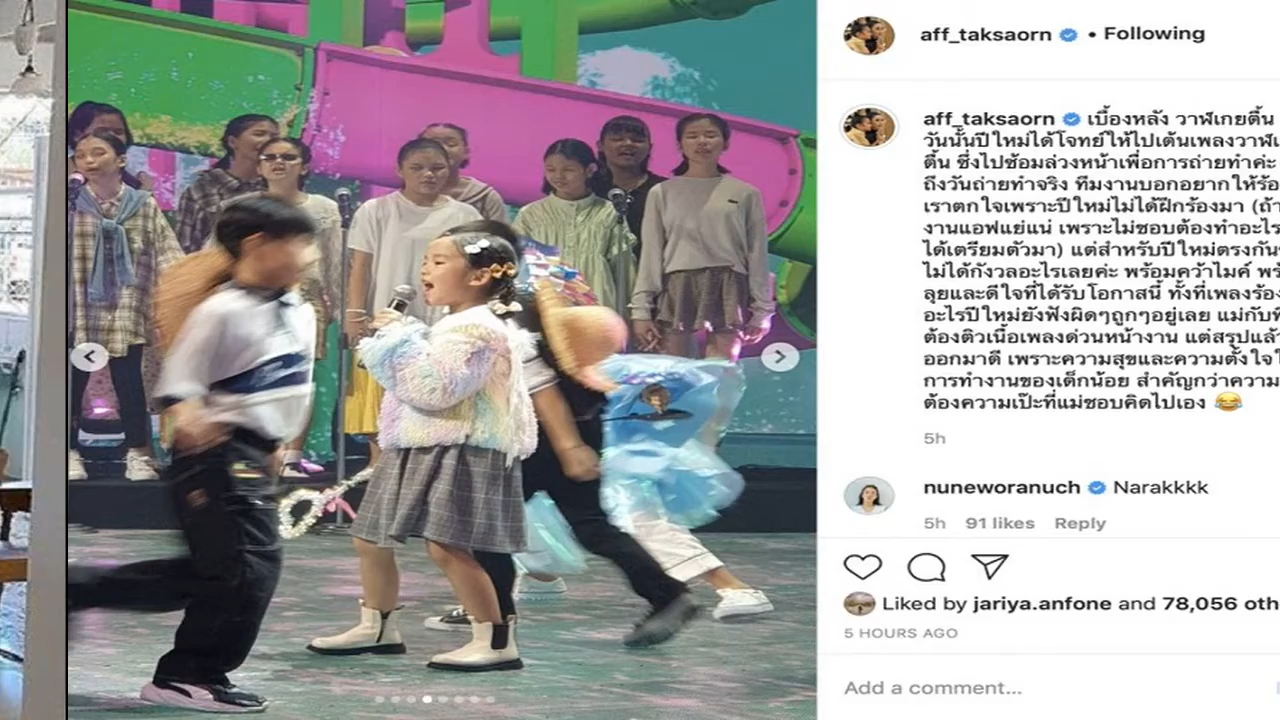 aff_taksaorn • Following
aff_taksaorn เบื้องหลัง วาฬเกยตื้น
วันนั้นปีใหม่ได้โจทย์ให้ไปเต้นเพลงวาฬเ
ตื้น ซึ่งไปซ้อมล่วงหน้าเพื่อการถ่ายทำค่ะ
ถึงวันถ่ายทำจริง ทีมงานบอกอยากให้ร้อ
เราตกใจเพราะปีใหม่ไม่ได้ฝึกร้องมา (ถ้า
งานแอฟแย่แน่ เพราะไม่ชอบต้องทำอะไร
ได้เตรียมตัวมา) แต่สำหรับปีใหม่ตรงกัน
ไม่ได้กังวลอะไรเลยค่ะ พร้อมคว้าไมค์ พร้
ลุยและดีใจที่ได้รับโอกาสนี้ ทั้งที่เพลงร้อง
อะไรปีใหม่ยังฟังผิดๆถูกๆอยู่เลย แม่กับที
ต้องติวเนื้อเพลงด่วนหน้างาน แต่สรุปแล้ว
ออกมาดี เพราะความสุขและความตั้งใจใ
การทำงานของเด็กน้อย สำคัญกว่าความ
ต้องความเป๊ะที่แม่ชอบคิดไปเอง 😂
5h
nuneworanuch Narakkkk
5h 91 likes Reply
Liked by jariya.anfone and 78,056 oth
5 HOURS AGO
Add a comment...